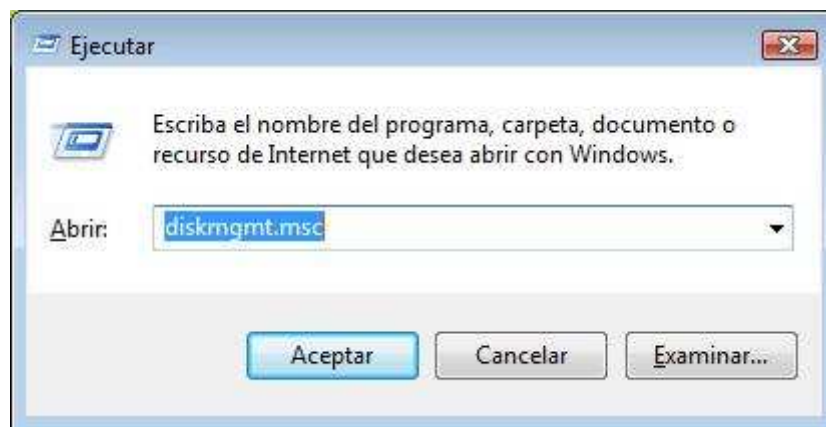 Ejecutar
Escriba el nombre del programa, carpeta, documento o
recurso de Internet que desea abrir con Windows.
Abrir: diskmgmt.msc
Aceptar Cancelar Examinar...